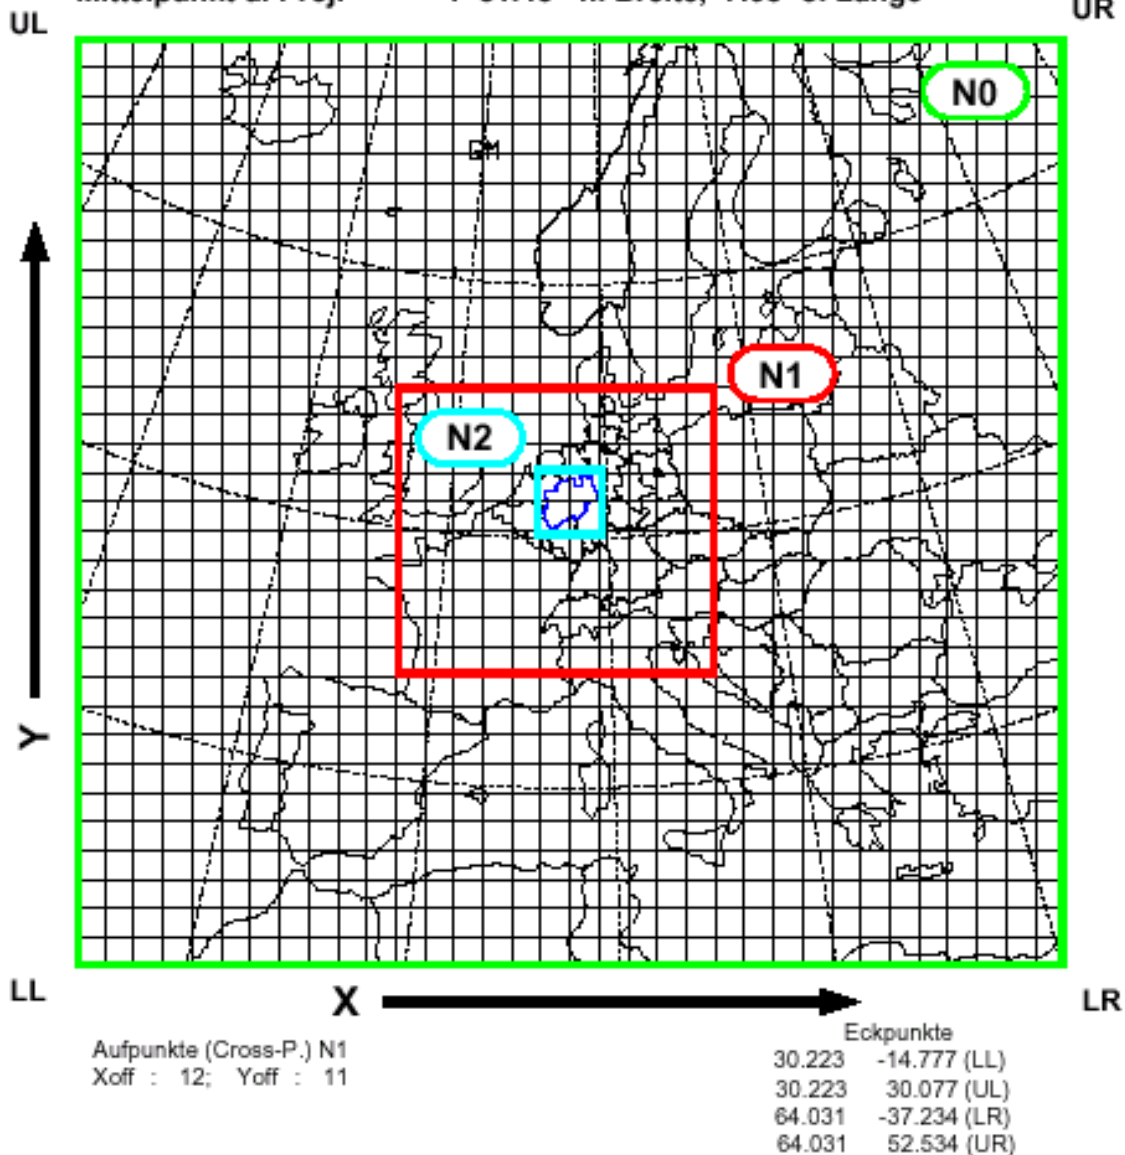 UL
UR
N0
N1
N2
Y
LL
X
LR
Aufpunkte (Cross-P.) N1
Xoff : 12; Yoff : 11
Eckpunkte
30.223 -14.777 (LL)
30.223 30.077 (UL)
64.031 -37.234 (LR)
64.031 52.534 (UR)